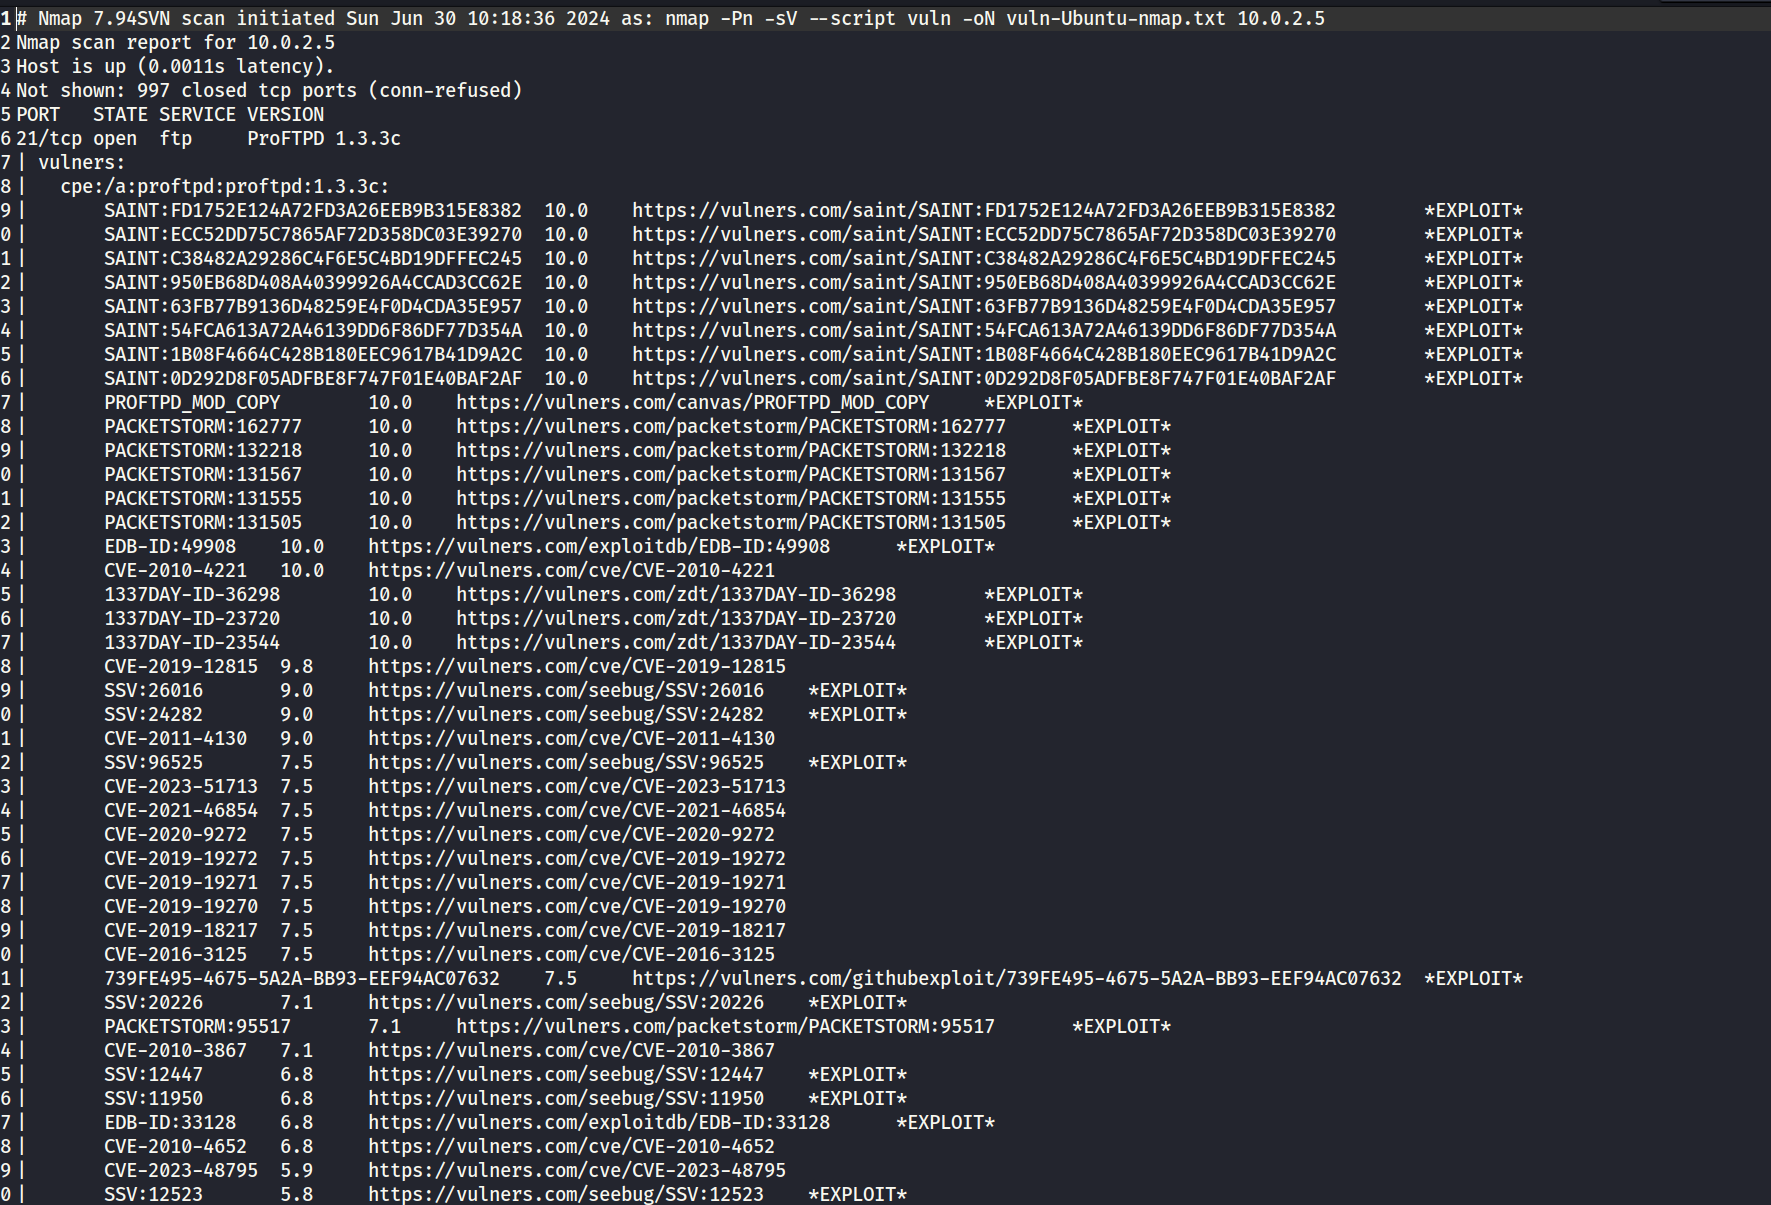 1 # Nmap 7.94SVN scan initiated Sun Jun 30 10:18:36 2024 as: nmap -Pn -sV --script vuln -oN vuln-Ubuntu-nmap.txt 10.0.2.5
2 Nmap scan report for 10.0.2.5
3 Host is up (0.0011s latency).
4 Not shown: 997 closed tcp ports (conn-refused)
5 PORT   STATE SERVICE VERSION
6 21/tcp open  ftp     ProFTPD 1.3.3c
7 | vulners:
8 |   cpe:/a:proftpd:proftpd:1.3.3c:
9 |       SAINT:FD1752E124A72FD3A26EEB9B315E8382  10.0    https://vulners.com/saint/SAINT:FD1752E124A72FD3A26EEB9B315E8382        *EXPLOIT*
0 |       SAINT:ECC52DD75C7865AF72D358DC03E39270  10.0    https://vulners.com/saint/SAINT:ECC52DD75C7865AF72D358DC03E39270        *EXPLOIT*
1 |       SAINT:C38482A29286C4F6E5C4BD19DFFEC245  10.0    https://vulners.com/saint/SAINT:C38482A29286C4F6E5C4BD19DFFEC245        *EXPLOIT*
2 |       SAINT:950EB68D408A40399926A4CCAD3CC62E  10.0    https://vulners.com/saint/SAINT:950EB68D408A40399926A4CCAD3CC62E        *EXPLOIT*
3 |       SAINT:63FB77B9136D48259E4F0D4CDA35E957  10.0    https://vulners.com/saint/SAINT:63FB77B9136D48259E4F0D4CDA35E957        *EXPLOIT*
4 |       SAINT:54FCA613A72A46139DD6F86DF77D354A  10.0    https://vulners.com/saint/SAINT:54FCA613A72A46139DD6F86DF77D354A        *EXPLOIT*
5 |       SAINT:1B08F4664C428B180EEC9617B41D9A2C  10.0    https://vulners.com/saint/SAINT:1B08F4664C428B180EEC9617B41D9A2C        *EXPLOIT*
6 |       SAINT:0D292D8F05ADFBE8F747F01E40BAF2AF  10.0    https://vulners.com/saint/SAINT:0D292D8F05ADFBE8F747F01E40BAF2AF        *EXPLOIT*
7 |       PROFTPD_MOD_COPY        10.0    https://vulners.com/canvas/PROFTPD_MOD_COPY     *EXPLOIT*
8 |       PACKETSTORM:162777      10.0    https://vulners.com/packetstorm/PACKETSTORM:162777      *EXPLOIT*
9 |       PACKETSTORM:132218      10.0    https://vulners.com/packetstorm/PACKETSTORM:132218      *EXPLOIT*
0 |       PACKETSTORM:131567      10.0    https://vulners.com/packetstorm/PACKETSTORM:131567      *EXPLOIT*
1 |       PACKETSTORM:131555      10.0    https://vulners.com/packetstorm/PACKETSTORM:131555      *EXPLOIT*
2 |       PACKETSTORM:131505      10.0    https://vulners.com/packetstorm/PACKETSTORM:131505      *EXPLOIT*
3 |       EDB-ID:49908    10.0    https://vulners.com/exploitdb/EDB-ID:49908      *EXPLOIT*
4 |       CVE-2010-4221   10.0    https://vulners.com/cve/CVE-2010-4221
5 |       1337DAY-ID-36298        10.0    https://vulners.com/zdt/1337DAY-ID-36298        *EXPLOIT*
6 |       1337DAY-ID-23720        10.0    https://vulners.com/zdt/1337DAY-ID-23720        *EXPLOIT*
7 |       1337DAY-ID-23544        10.0    https://vulners.com/zdt/1337DAY-ID-23544        *EXPLOIT*
8 |       CVE-2019-12815  9.8     https://vulners.com/cve/CVE-2019-12815
9 |       SSV:26016       9.0     https://vulners.com/seebug/SSV:26016    *EXPLOIT*
0 |       SSV:24282       9.0     https://vulners.com/seebug/SSV:24282    *EXPLOIT*
1 |       CVE-2011-4130   9.0     https://vulners.com/cve/CVE-2011-4130
2 |       SSV:96525       7.5     https://vulners.com/seebug/SSV:96525    *EXPLOIT*
3 |       CVE-2023-51713  7.5     https://vulners.com/cve/CVE-2023-51713
4 |       CVE-2021-46854  7.5     https://vulners.com/cve/CVE-2021-46854
5 |       CVE-2020-9272   7.5     https://vulners.com/cve/CVE-2020-9272
6 |       CVE-2019-19272  7.5     https://vulners.com/cve/CVE-2019-19272
7 |       CVE-2019-19271  7.5     https://vulners.com/cve/CVE-2019-19271
8 |       CVE-2019-19270  7.5     https://vulners.com/cve/CVE-2019-19270
9 |       CVE-2019-18217  7.5     https://vulners.com/cve/CVE-2019-18217
0 |       CVE-2016-3125   7.5     https://vulners.com/cve/CVE-2016-3125
1 |       739FE495-4675-5A2A-BB93-EEF94AC07632    7.5     https://vulners.com/githubexploit/739FE495-4675-5A2A-BB93-EEF94AC07632  *EXPLOIT*
2 |       SSV:20226       7.1     https://vulners.com/seebug/SSV:20226    *EXPLOIT*
3 |       PACKETSTORM:95517       7.1     https://vulners.com/packetstorm/PACKETSTORM:95517       *EXPLOIT*
4 |       CVE-2010-3867   7.1     https://vulners.com/cve/CVE-2010-3867
5 |       SSV:12447       6.8     https://vulners.com/seebug/SSV:12447    *EXPLOIT*
6 |       SSV:11950       6.8     https://vulners.com/seebug/SSV:11950    *EXPLOIT*
7 |       EDB-ID:33128    6.8     https://vulners.com/exploitdb/EDB-ID:33128      *EXPLOIT*
8 |       CVE-2010-4652   6.8     https://vulners.com/cve/CVE-2010-4652
9 |       CVE-2023-48795  5.9     https://vulners.com/cve/CVE-2023-48795
0 |       SSV:12523       5.8     https://vulners.com/seebug/SSV:12523    *EXPLOIT*